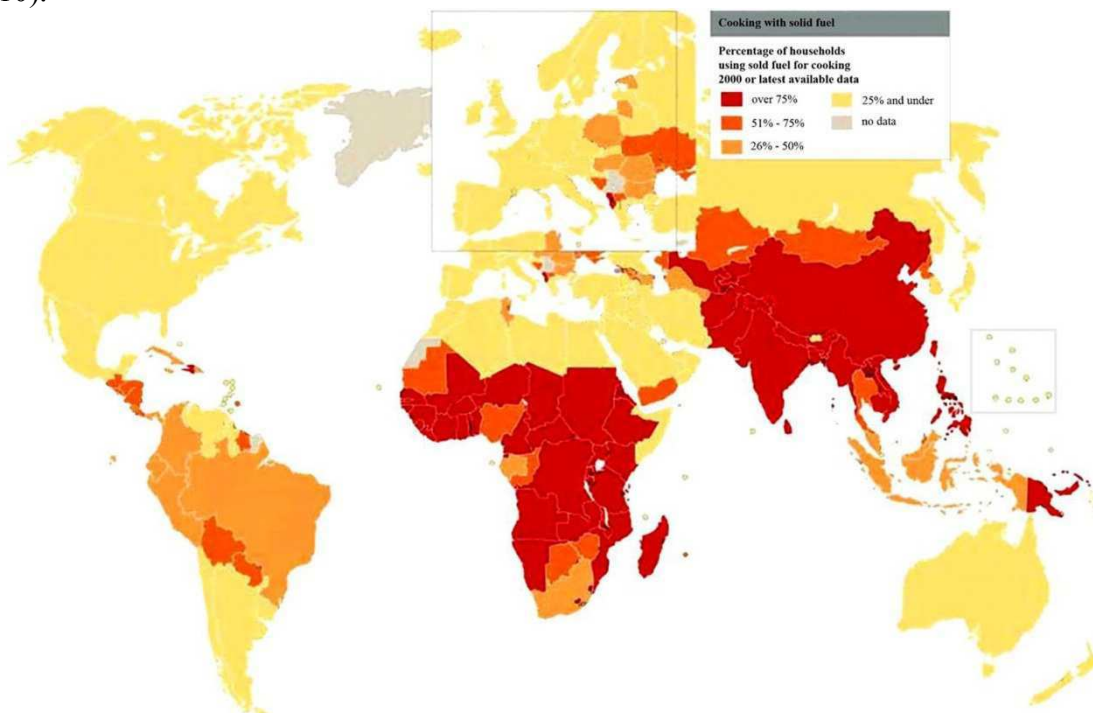 10).
Cooking with solid fuel
Percentage of households
using sold fuel for cooking
2000 or latest available data
over 75%
51% - 75%
26% - 50%
25% and under
no data